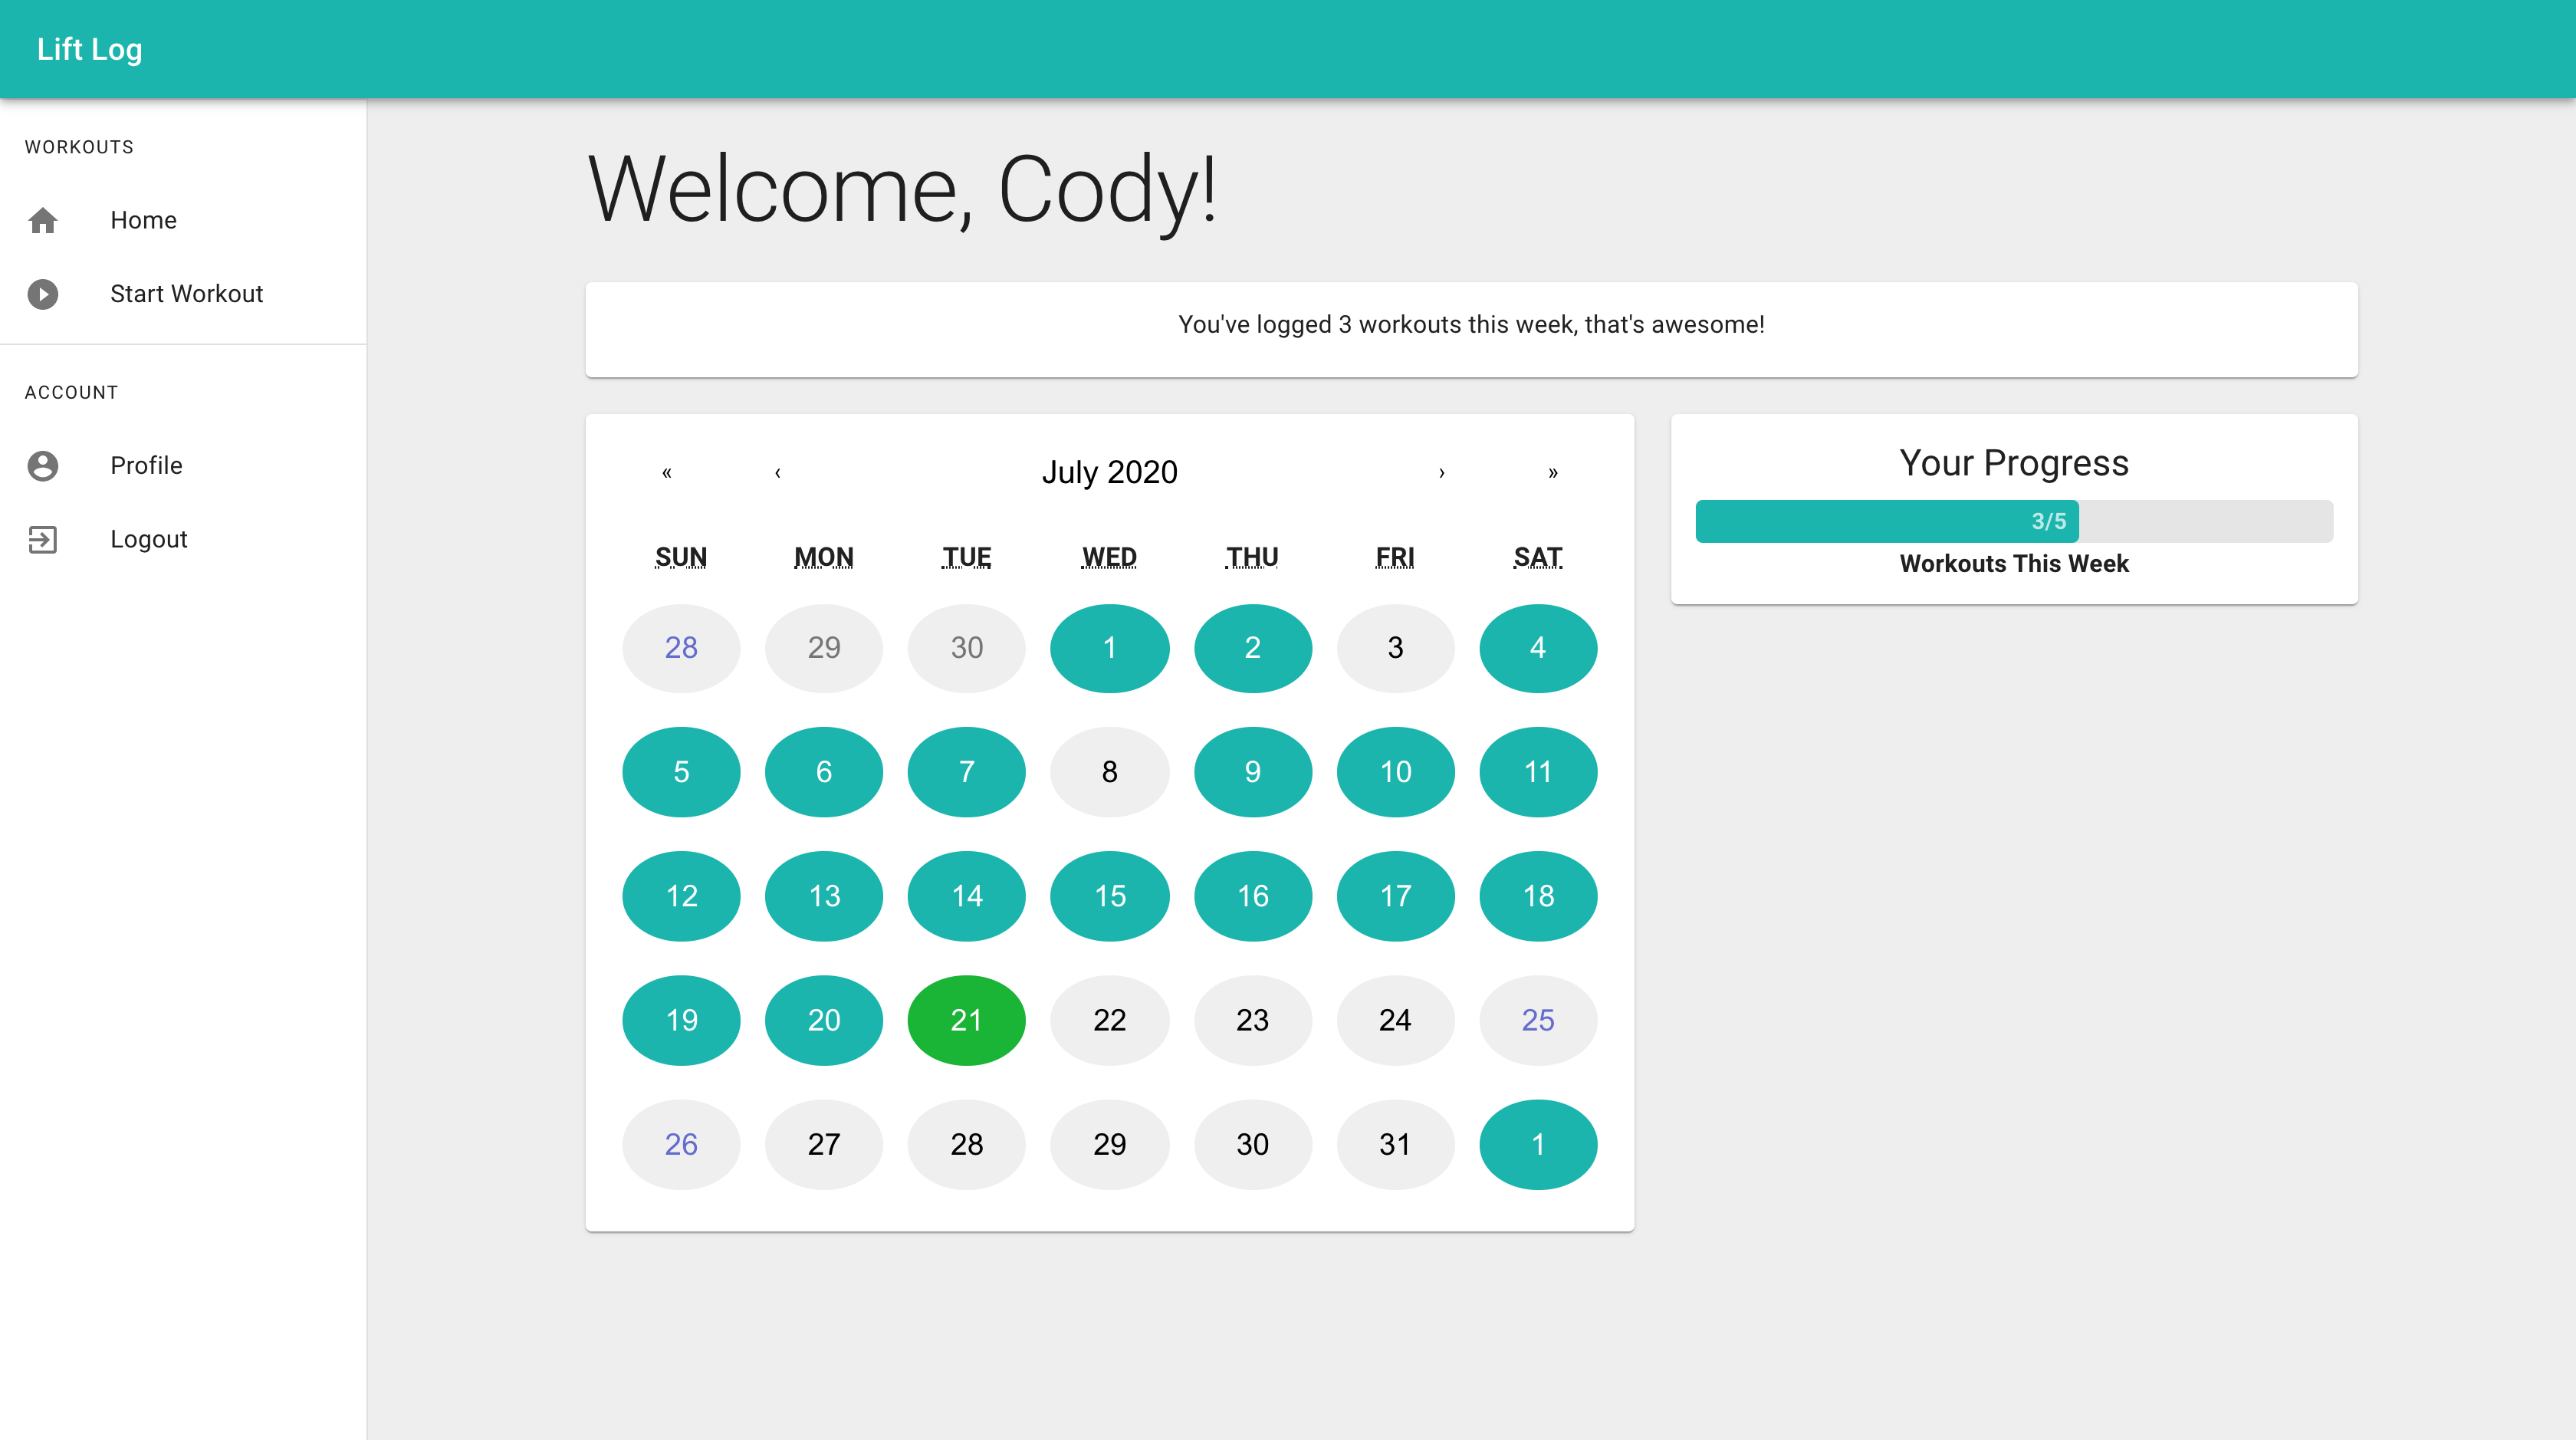 Lift Log
WORKOUTS
Home
Start Workout
ACCOUNT
Profile
Logout
Welcome, Cody!
You've logged 3 workouts this week, that's awesome!
« ‹ July 2020 › »
SUN MON TUE WED THU FRI SAT
28 29 30 1 2 3 4
5 6 7 8 9 10 11
12 13 14 15 16 17 18
19 20 21 22 23 24 25
26 27 28 29 30 31 1
Your Progress
3/5
Workouts This Week